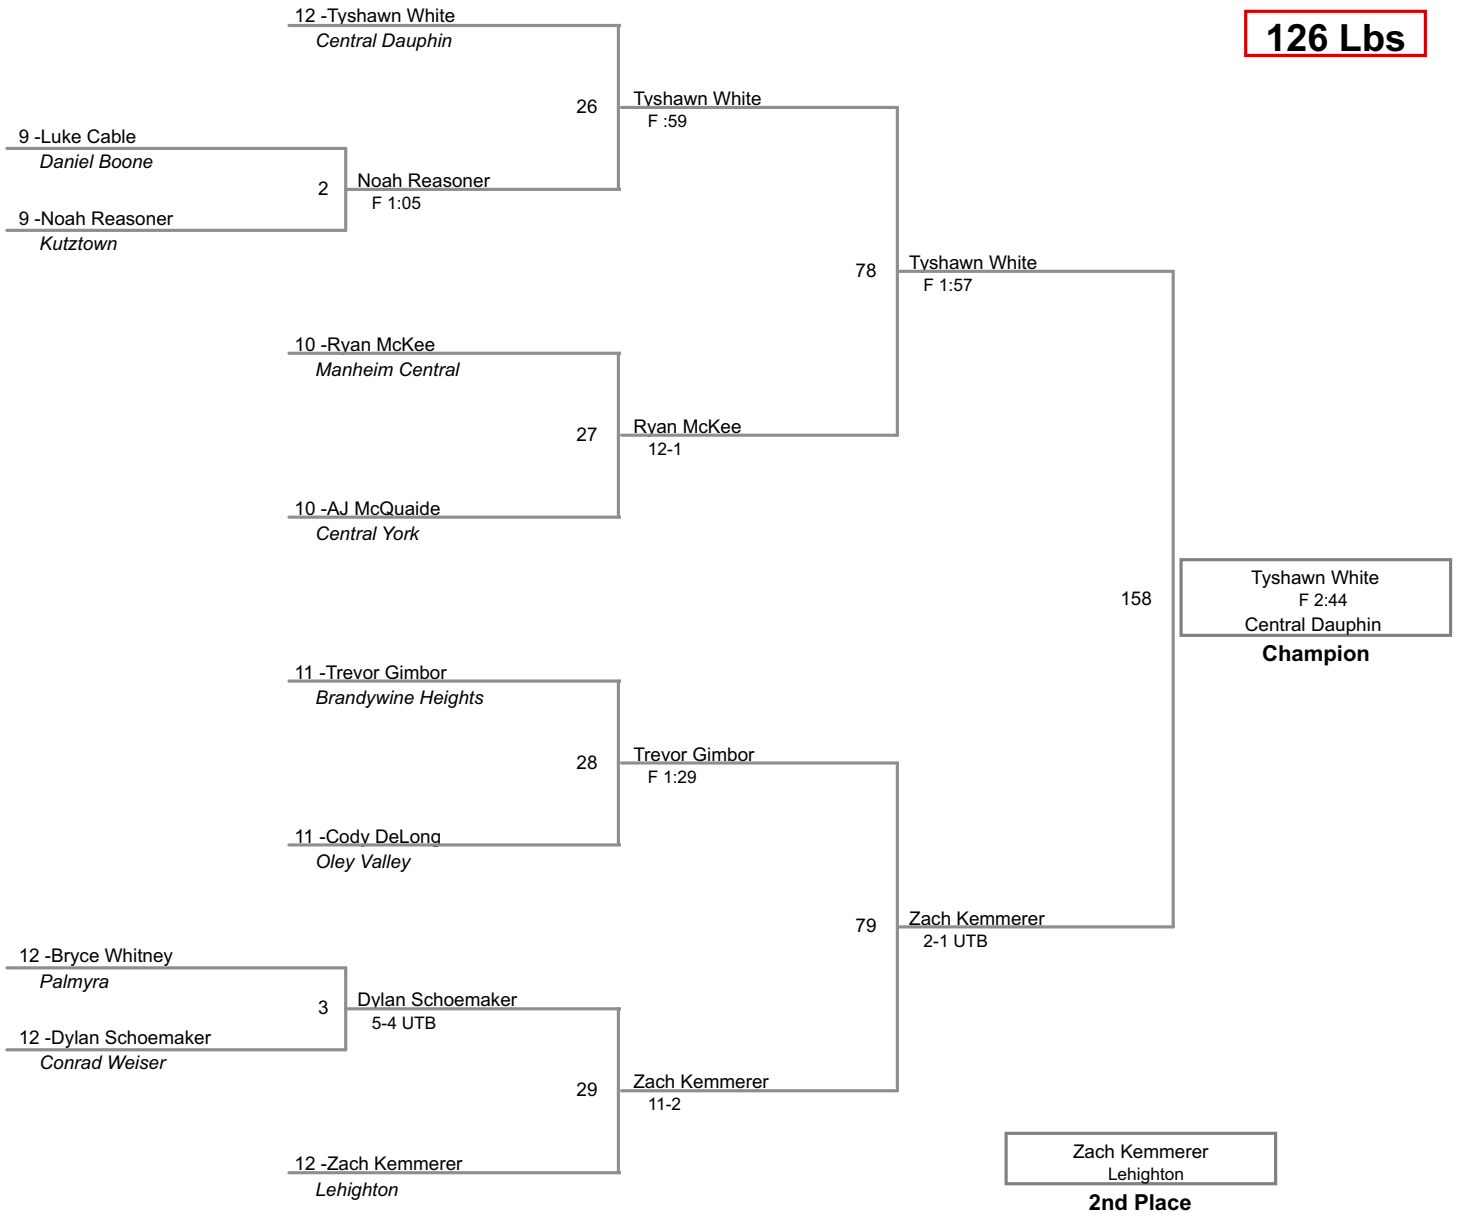 12 -Tyshawn White
Central Dauphin
126 Lbs
26
Tyshawn White
F :59
9 -Luke Cable
Daniel Boone
2
Noah Reasoner
F 1:05
9 -Noah Reasoner
Kutztown
78
Tyshawn White
F 1:57
10 -Ryan McKee
Manheim Central
27
Ryan McKee
12-1
10 -AJ McQuaide
Central York
158
Tyshawn White
F 2:44
Central Dauphin
Champion
11 -Trevor Gimbor
Brandywine Heights
28
Trevor Gimbor
F 1:29
11 -Cody DeLong
Oley Valley
79
Zach Kemmerer
2-1 UTB
12 -Bryce Whitney
Palmyra
3
Dylan Schoemaker
5-4 UTB
12 -Dylan Schoemaker
Conrad Weiser
29
Zach Kemmerer
11-2
12 -Zach Kemmerer
Lehighton
Zach Kemmerer
Lehighton
2nd Place